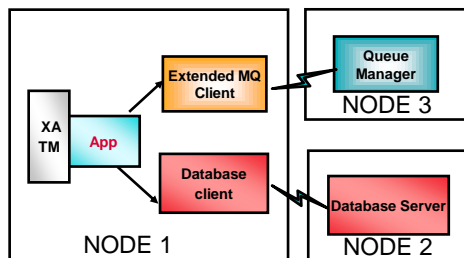 Extended MQ
Client
Queue
Manager
NODE 3
XA
TM
App
Database
client
Database Server
NODE 1
NODE 2